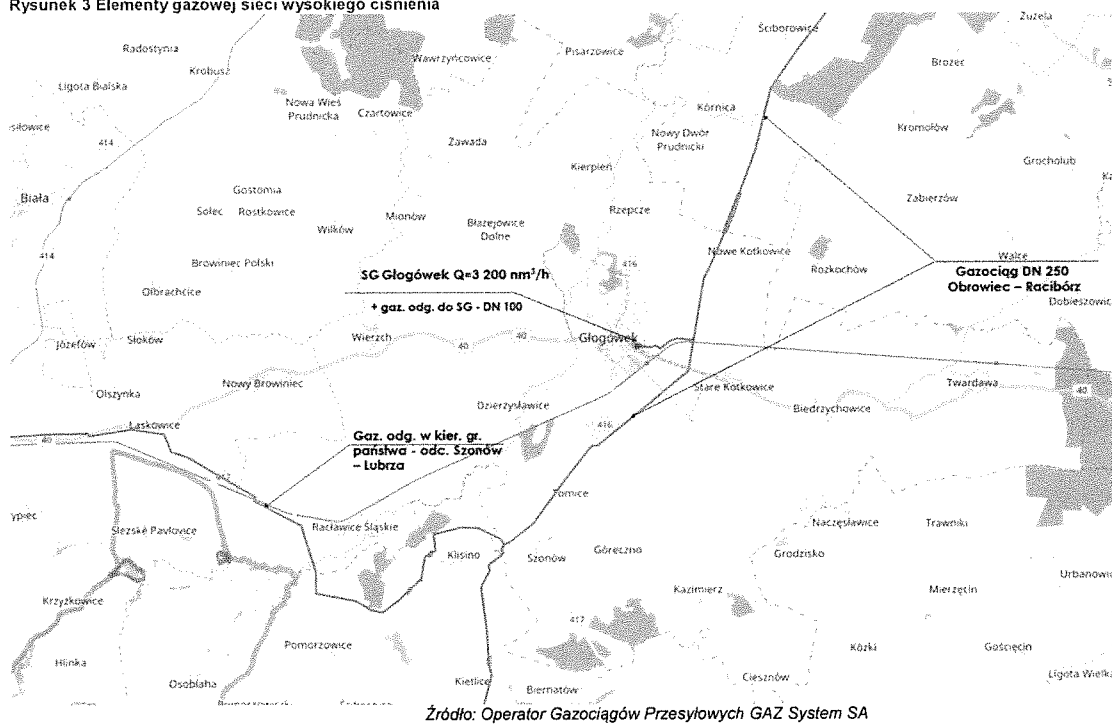 Rysunek 3 Elementy gazowej sieci wysokiego ciśnienia
Zuzela
Ściborowice
Radostynia
Pisarzowice
Wawrzyńcowice
Brożec
Krobusz
Ligota Bialska
Nowa Wieś
Prudnicka
Czartowice
Kórnica
Kromołów
Nowy Dwór
Prudnicki
414
Zawada
Grocholub
Kierpień
Biała
Gostomia
Zabierzów
Solec
Rostkowice
Mionów
Rzepcze
Wilków
Błażejowice
Dolne
414
Nowe Kotkowice
Walce
Browiniec Polski
416
Rozkochów
SG Głogówek Q=3 200 nm³/h
+ gaz. odg. do SG - DN 100
Gazociąg DN 250
Obrowiec – Racibórz
Olbrachcice
Józefów
Słoków
Wierzch
40
40
Głogówek
Nowy Browiniec
Stare Kotkowice
Twardawa
40
Olszynka
Dzierżysławice
Biedrzychowice
Łaskowice
416
40
Gaz. odg. w kier. gr.
państwa - odc. Szonów
– Lubrza
Tomice
Slezské Pavlovice
Racławice Śląskie
Naczęsławice
Trawniki
Klisino
Szonów
Góreczno
Grodzisko
Krzyżkowice
Kazimierz
Mierzęcin
417
Pomorzowice
Hlinka
Kózki
Gościęcin
Osoblaha
Kietlice
Biernatów
Ciesznów
Ligota Wielka
Źródło: Operator Gazociągów Przesyłowych GAZ System SA